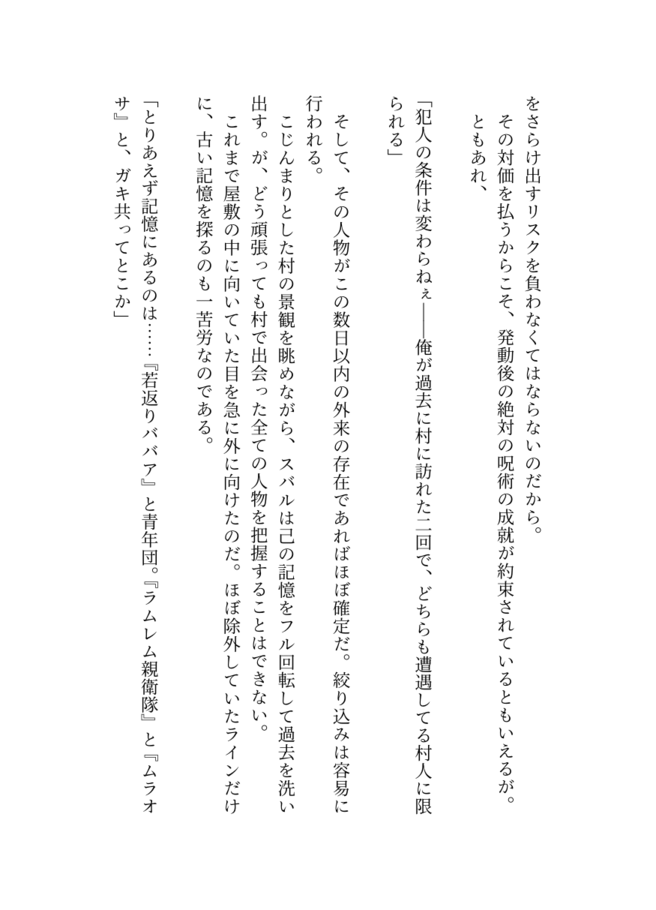 をさらけ出すリスクを負わなくてはならないのだから。
その対価を払うからこそ、発動後の絶対の呪術の成就が約束されているともいえるが。
ともあれ、
「犯人の条件は変わらねぇ――俺が過去に村に訪れた二回で、どちらも遭遇してる村人に限
られる」
そして、その人物がこの数日以内の外来の存在であればほぼ確定だ。絞り込みは容易に
行われる。
こじんまりとした村の景観を眺めながら、スバルは己の記憶をフル回転して過去を洗い
出す。が、どう頑張っても村で出会った全ての人物を把握することはできない。
これまで屋敷の中に向いていた目を急に外に向けたのだ。ほぼ除外していたラインだけ
に、古い記憶を探るのも一苦労なのである。
「とりあえず記憶にあるのは……『若返りババア』と青年団。『ラムレム親衛隊』と『ムラオ
サ』と、ガキ共ってとこか」